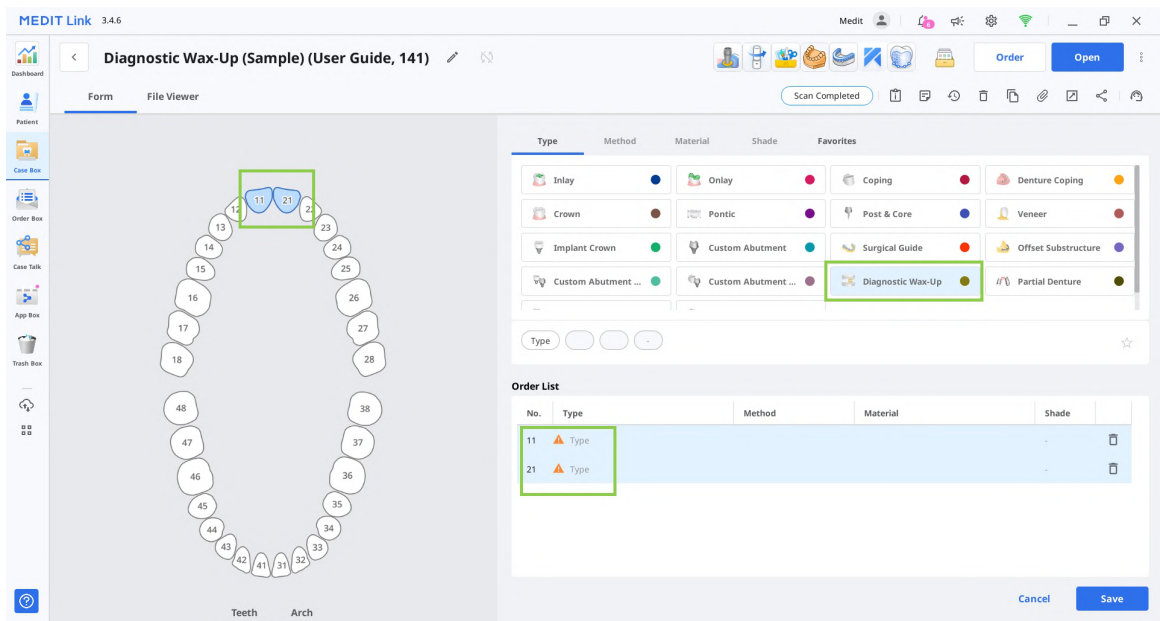 MEDIT Link 3.4.6
Medit
Dashboard
Patient
Case Box
Order Box
Case Talk
App Box
Trash Box
Diagnostic Wax-Up (Sample) (User Guide, 141)
Order
Open
Form File Viewer
Scan Completed
11 21
12 22
13 23
14 24
15 25
16 26
17 27
18 28
48 38
47 37
46 36
45 35
44 34
43 33
42 41 31 32
Teeth Arch
Type Method Material Shade Favorites
Inlay Onlay Coping Denture Coping
Crown Pontic Post & Core Veneer
Implant Crown Custom Abutment Surgical Guide Offset Substructure
Custom Abutment ... Custom Abutment ... Diagnostic Wax-Up Partial Denture
Type -
Order List
No. Type Method Material Shade
11 Type -
21 Type -
Cancel Save